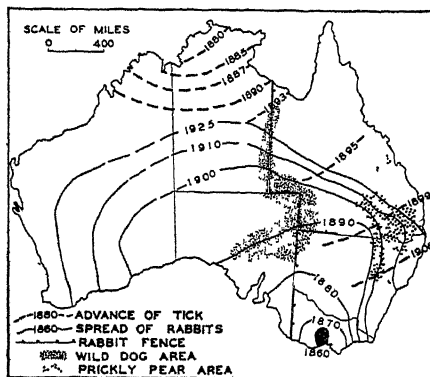 SCALE OF MILES
0 400
1880
1885
1887
1890
1893
1925
1910
1900
1895
1899
1890
1906
1880
1870
1860
-1880- ADVANCE OF TICK
-1860- SPREAD OF RABBITS
RABBIT FENCE
WILD DOG AREA
PRICKLY PEAR AREA